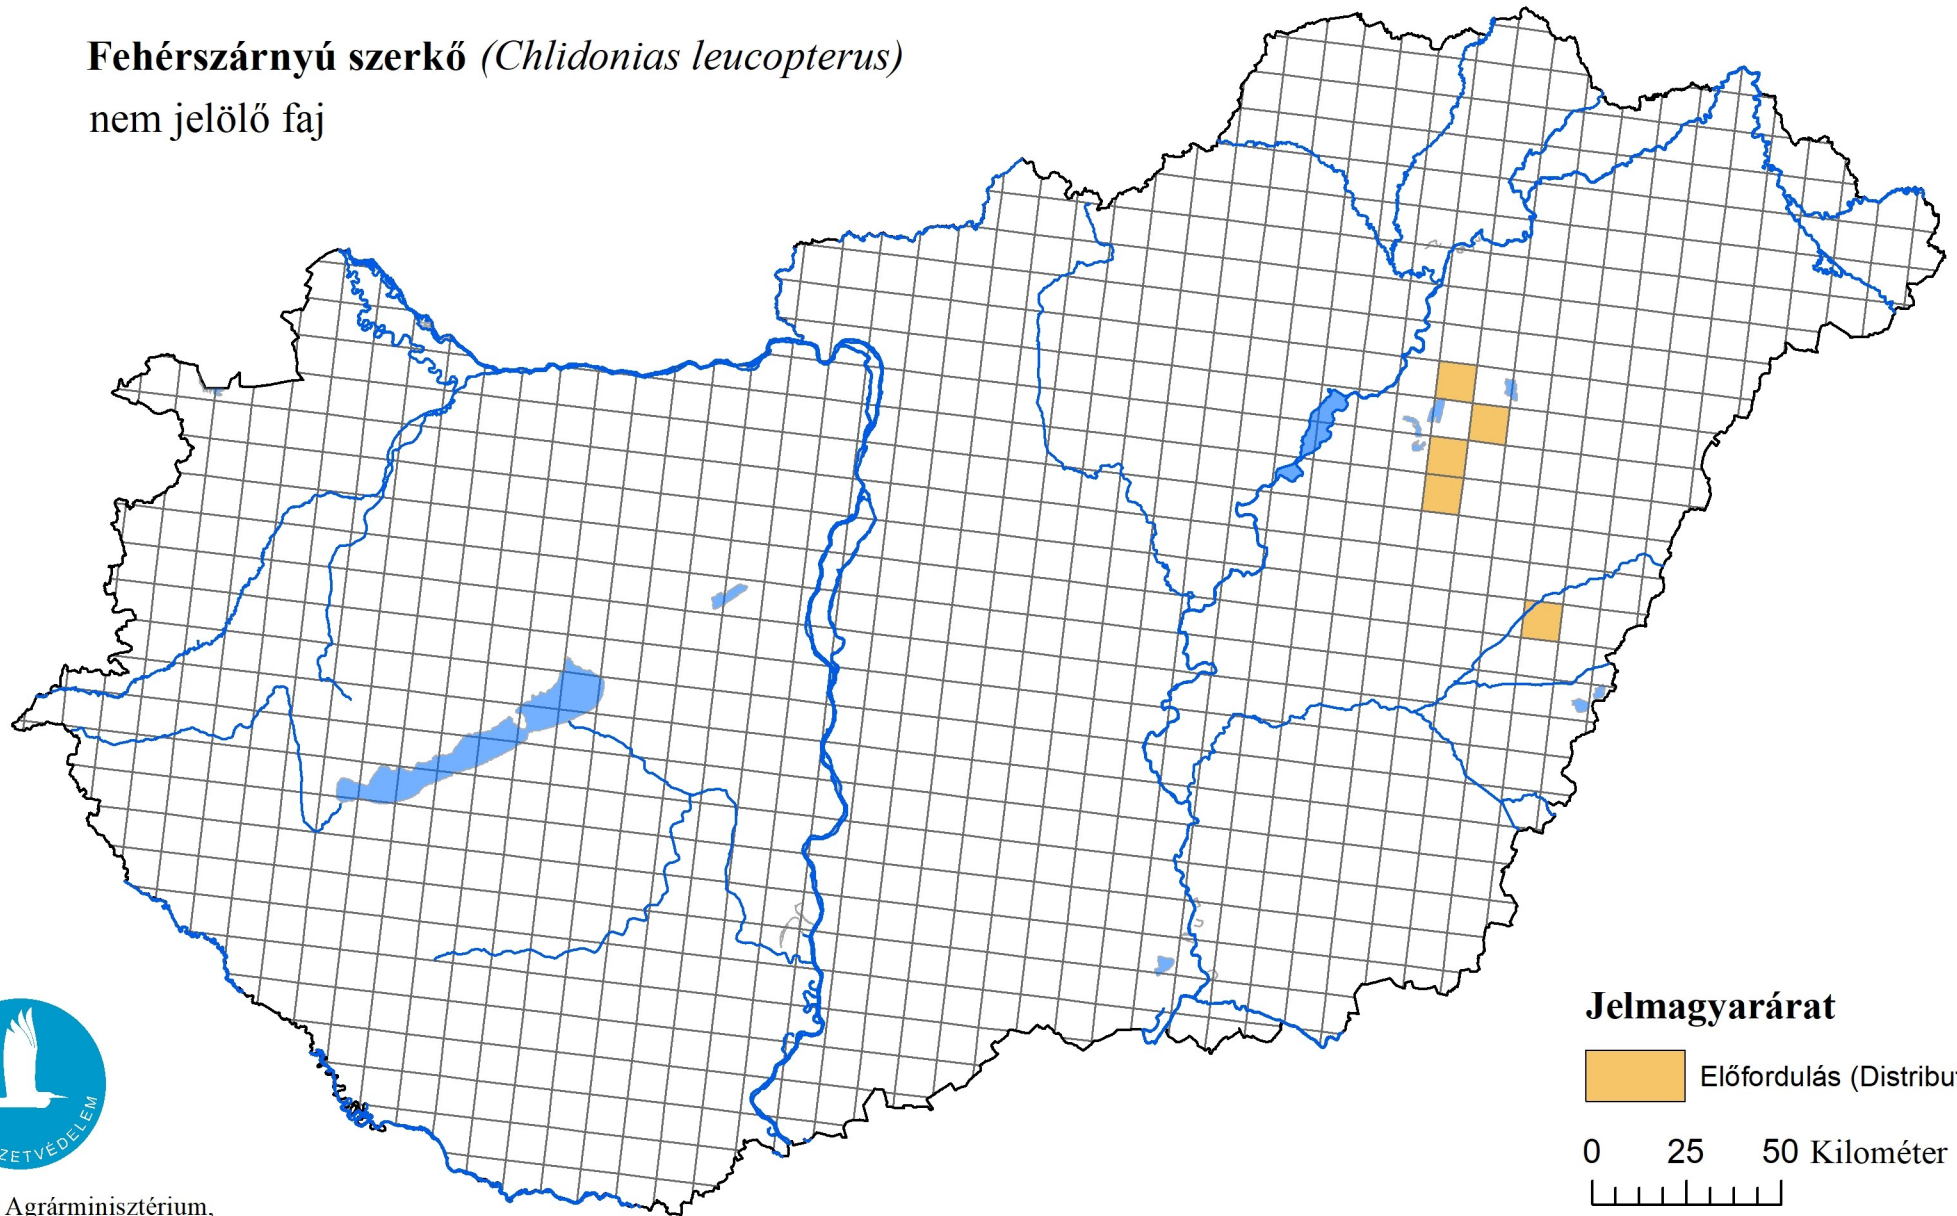 Fehérszárnyú szerkő (Chlidonias leucopterus)
nem jelölő faj
Jelmagyarárat
Előfordulás (Distribu
0 25 50 Kilométer
ZETVÉDELEM
Agrárminisztérium,